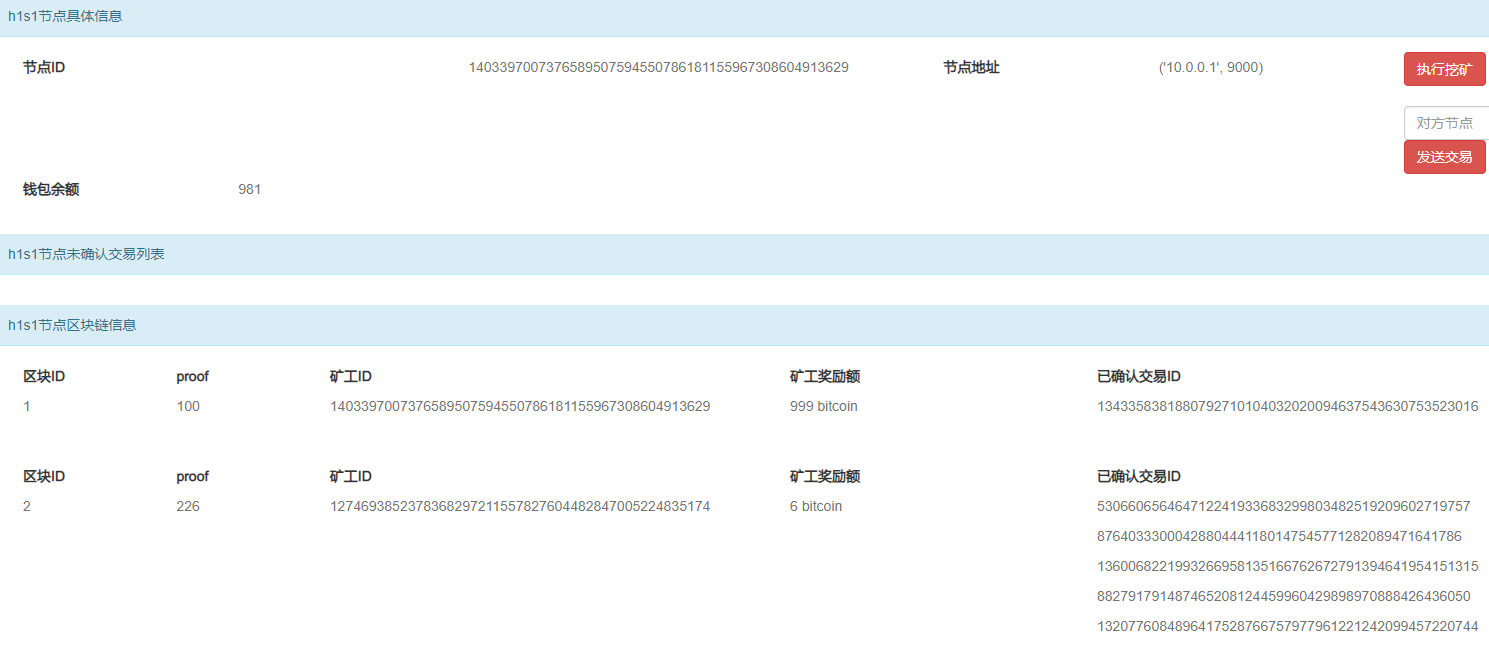 h1s1节点具体信息
节点ID 1403397007376589507594550786181155967308604913629 节点地址 ('10.0.0.1', 9000) 执行挖矿
对方节点
发送交易
钱包余额 981
h1s1节点未确认交易列表
h1s1节点区块链信息
区块ID proof 矿工ID 矿工奖励额 已确认交易ID
1 100 1403397007376589507594550786181155967308604913629 999 bitcoin 1343358381880792710104032020094637543630753523016
区块ID proof 矿工ID 矿工奖励额 已确认交易ID
2 226 1274693852378368297211557827604482847005224835174 6 bitcoin 530660656464712241933683299803482519209602719757
876403330004288044411801475457712820894716417​86
1360068221993266958135166762672791394641954151315
882791791487465208124459960429898970888426436050
1320776084896417528766757977961221242099457220744